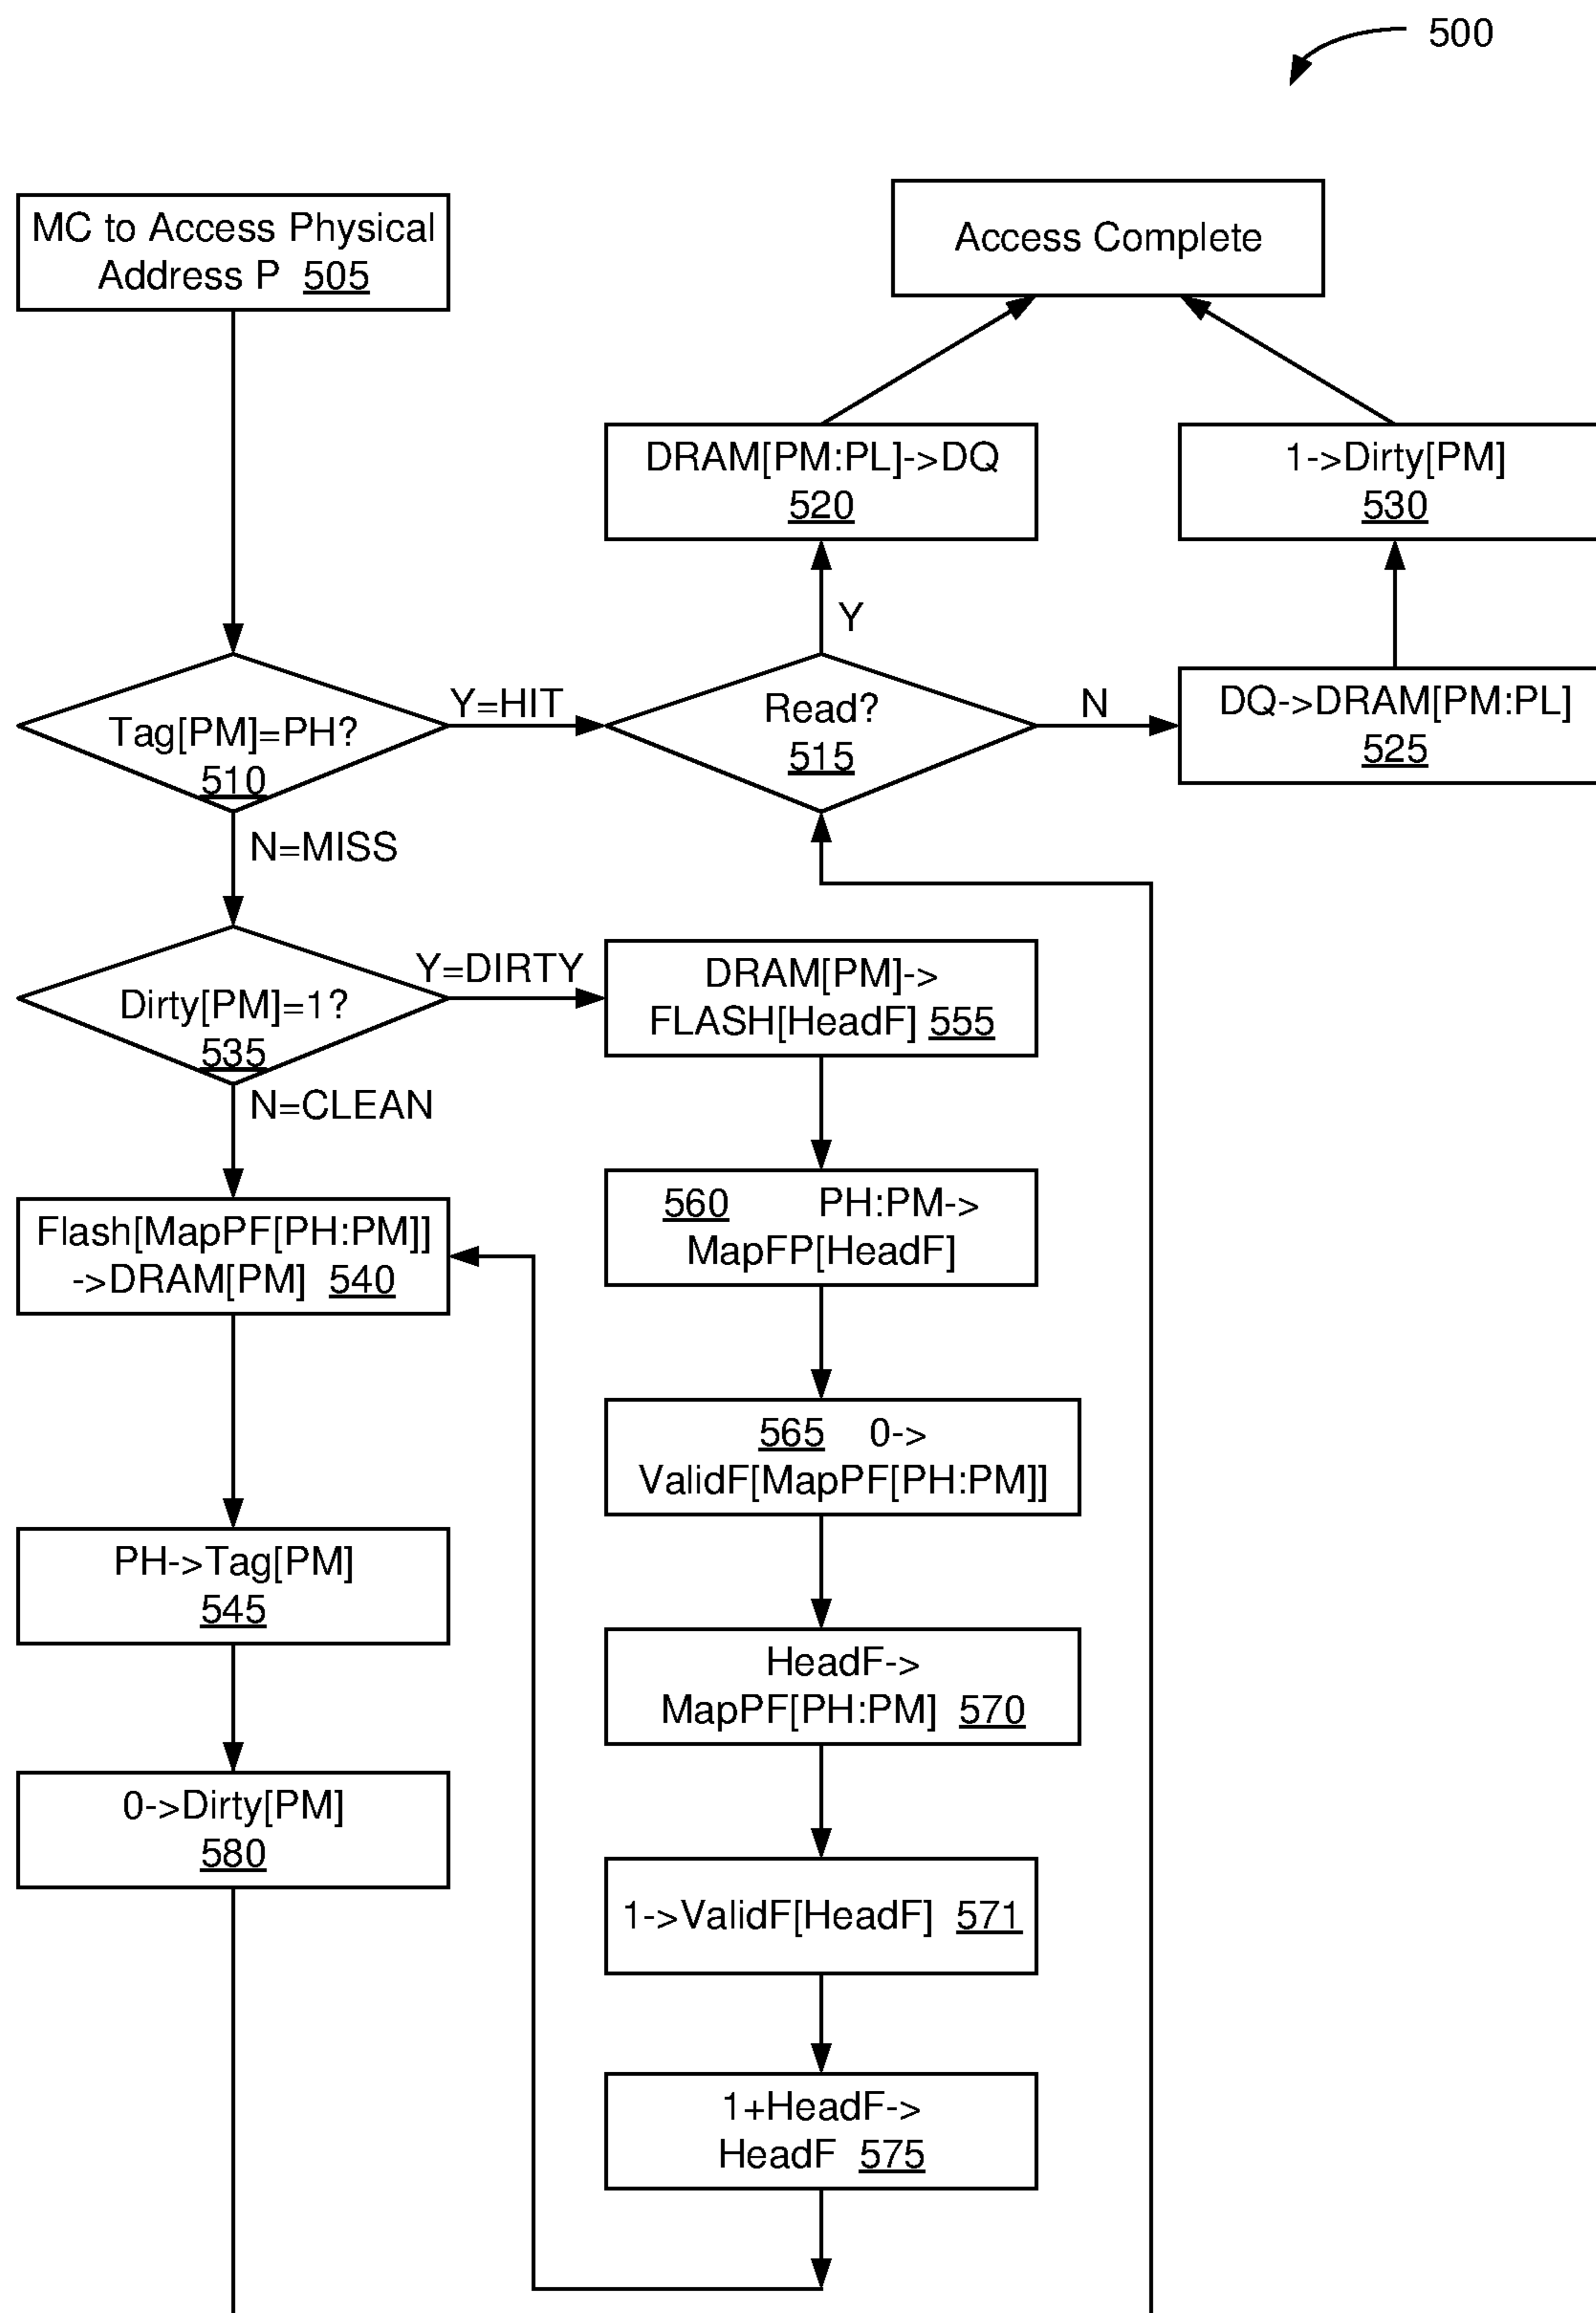 500
MC to Access Physical
Address P 505
Access Complete
DRAM[PM:PL]->DQ
520
1->Dirty[PM]
530
Y
Tag[PM]=PH?
510
Y=HIT
Read?
515
N
DQ->DRAM[PM:PL]
525
N=MISS
Dirty[PM]=1?
535
Y=DIRTY
DRAM[PM]->
FLASH[HeadF] 555
N=CLEAN
Flash[MapPF[PH:PM]]
->DRAM[PM] 540
560 PH:PM->
MapFP[HeadF]
565 0->
ValidF[MapPF[PH:PM]]
PH->Tag[PM]
545
HeadF->
MapPF[PH:PM] 570
0->Dirty[PM]
580
1->ValidF[HeadF] 571
1+HeadF->
HeadF 575